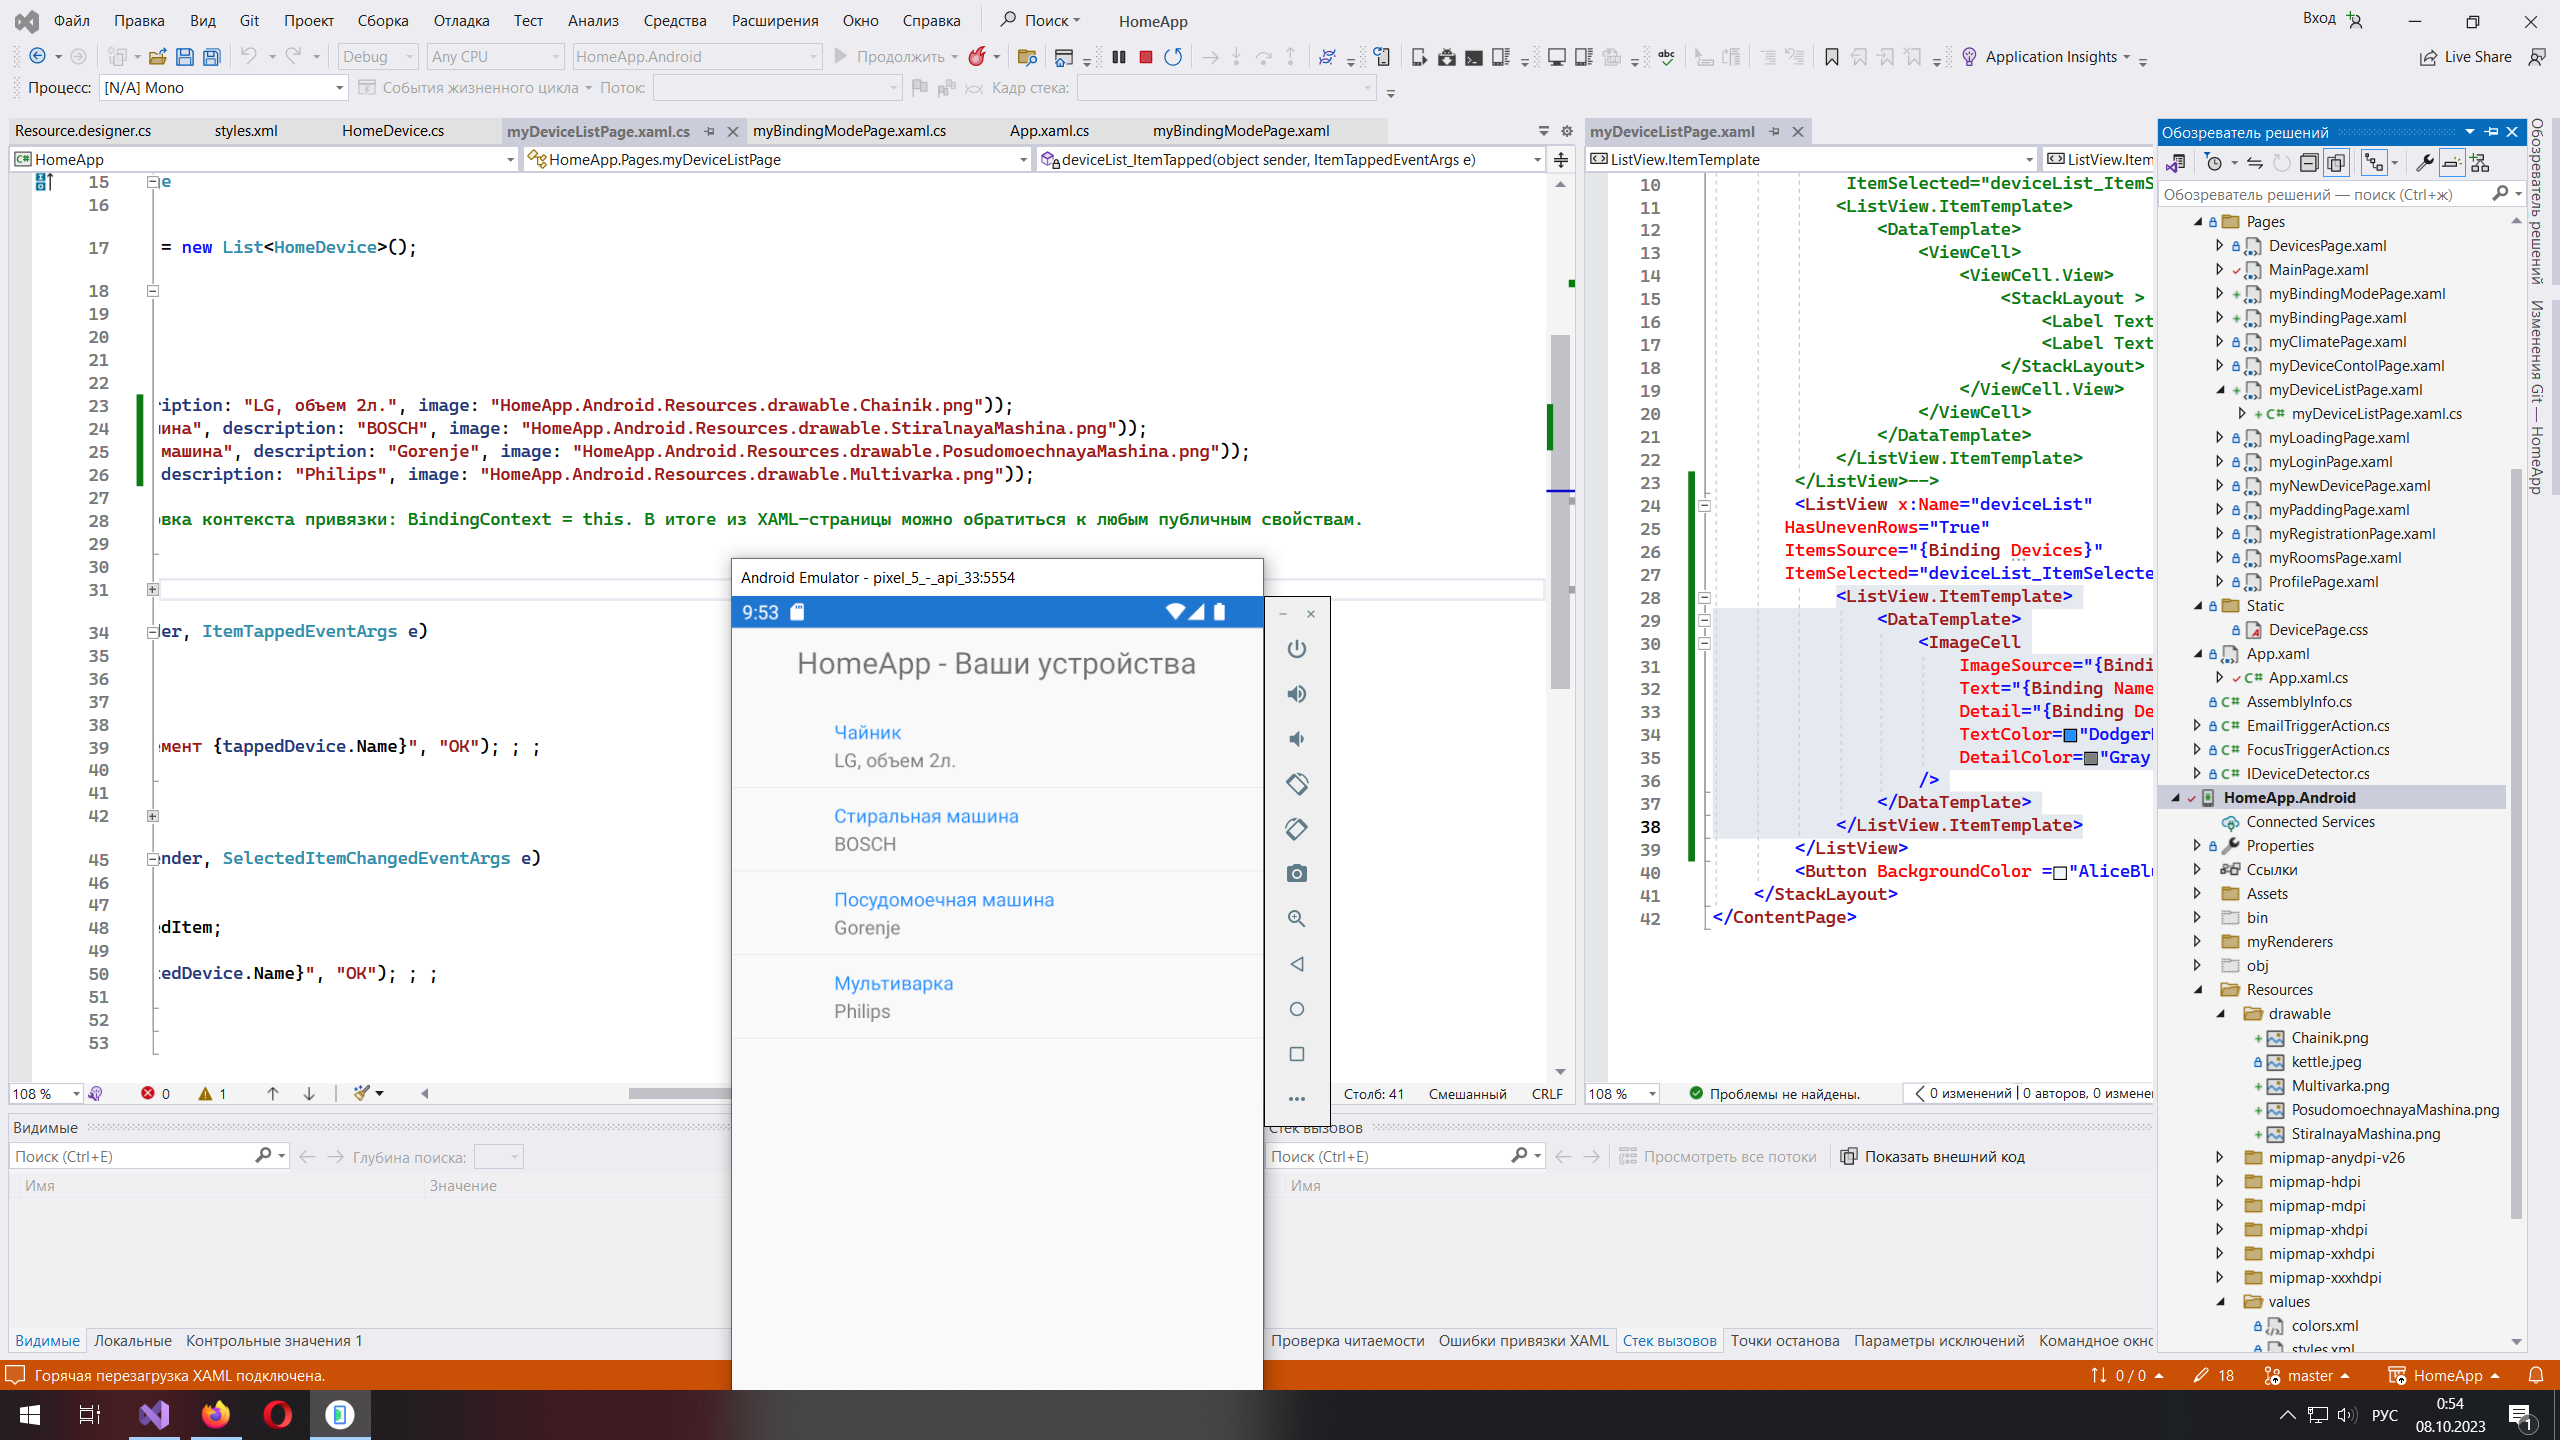 Файл Правка Вид Git Проект Сборка Отладка Тест Анализ Средства Расширения Окно Справка Поиск HomeApp Вход
Debug Any CPU HomeApp.Android Продолжить Application Insights Live Share
Процесс: [N/A] Mono События жизненного цикла Поток: Кадр стека:
Resource.designer.cs styles.xml HomeDevice.cs myDeviceListPage.xaml.cs myBindingModePage.xaml.cs App.xaml.cs myBindingModePage.xaml
HomeApp HomeApp.Pages.myDeviceListPage deviceList_ItemTapped(object sender, ItemTappedEventArgs e)
15 e
16
17 = new List<HomeDevice>();
18
19
20
21
22
23 iption: "LG, объем 2л.", image: "HomeApp.Android.Resources.drawable.Chainik.png"));
24 ина", description: "BOSCH", image: "HomeApp.Android.Resources.drawable.StiralnayaMashina.png"));
25 машина", description: "Gorenje", image: "HomeApp.Android.Resources.drawable.PosudomoechnayaMashina.png"));
26 description: "Philips", image: "HomeApp.Android.Resources.drawable.Multivarka.png"));
27
28 овка контекста привязки: BindingContext = this. В итоге из XAML-страницы можно обратиться к любым публичным свойствам.
29
30
31
34 er, ItemTappedEventArgs e)
35
36
37
38
39 емент {tappedDevice.Name}", "OK"); ; ;
40
41
42
45 ender, SelectedItemChangedEventArgs e)
46
47
48 edItem;
49
50 tedDevice.Name}", "OK"); ; ;
51
52
53
108 % 0 1 Столб: 41 Смешанный CRLF
Android Emulator - pixel_5_-_api_33:5554
9:53
HomeApp - Ваши устройства
Чайник
LG, объем 2л.
Стиральная машина
BOSCH
Посудомоечная машина
Gorenje
Мультиварка
Philips
myDeviceListPage.xaml
ListView.ItemTemplate ListView.Item
10 ItemSelected="deviceList_ItemS
11 <ListView.ItemTemplate>
12 <DataTemplate>
13 <ViewCell>
14 <ViewCell.View>
15 <StackLayout >
16 <Label Text
17 <Label Text
18 </StackLayout>
19 </ViewCell.View>
20 </ViewCell>
21 </DataTemplate>
22 </ListView.ItemTemplate>
23 </ListView>-->
24 <ListView x:Name="deviceList"
25 HasUnevenRows="True"
26 ItemsSource="{Binding Devices}"
27 ItemSelected="deviceList_ItemSelecte
28 <ListView.ItemTemplate>
29 <DataTemplate>
30 <ImageCell
31 ImageSource="{Bindi
32 Text="{Binding Name
33 Detail="{Binding De
34 TextColor="Dodger
35 DetailColor="Gray
36 />
37 </DataTemplate>
38 </ListView.ItemTemplate>
39 </ListView>
40 <Button BackgroundColor ="AliceBlu
41 </StackLayout>
42 </ContentPage>
108 % Проблемы не найдены. 0 изменений | 0 авторов, 0 изменен
Обозреватель решений
Обозреватель решений — поиск (Ctrl+ж)
Pages
DevicesPage.xaml
MainPage.xaml
myBindingModePage.xaml
myBindingPage.xaml
myClimatePage.xaml
myDeviceContolPage.xaml
myDeviceListPage.xaml
C# myDeviceListPage.xaml.cs
myLoadingPage.xaml
myLoginPage.xaml
myNewDevicePage.xaml
myPaddingPage.xaml
myRegistrationPage.xaml
myRoomsPage.xaml
ProfilePage.xaml
Static
DevicePage.css
App.xaml
C# App.xaml.cs
C# AssemblyInfo.cs
C# EmailTriggerAction.cs
C# FocusTriggerAction.cs
C# IDeviceDetector.cs
HomeApp.Android
Connected Services
Properties
Ссылки
Assets
bin
myRenderers
obj
Resources
drawable
Chainik.png
kettle.jpeg
Multivarka.png
PosudomoechnayaMashina.png
StiralnayaMashina.png
mipmap-anydpi-v26
mipmap-hdpi
mipmap-mdpi
mipmap-xhdpi
mipmap-xxhdpi
mipmap-xxxhdpi
values
colors.xml
styles.xml
Обозреватель решений
Изменения Git — HomeApp
Видимые
Поиск (Ctrl+E) Глубина поиска:
Имя Значение
Видимые Локальные Контрольные значения 1
Стек вызовов
Поиск (Ctrl+E) Просмотреть все потоки Показать внешний код
Имя
Проверка читаемости Ошибки привязки XAML Стек вызовов Точки останова Параметры исключений Командное окно
Горячая перезагрузка XAML подключена. 0 / 0 18 master HomeApp
РУС 0:54
08.10.2023
1